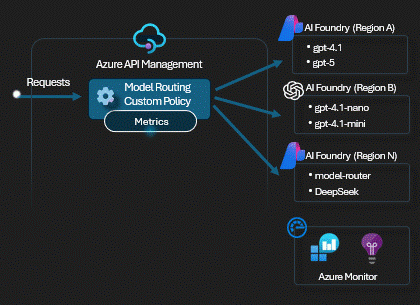 Azure API Management
Requests
Model Routing
Custom Policy
Metrics
AI Foundry (Region A)
• gpt-4.1
• gpt-5
AI Foundry (Region B)
• gpt-4.1-nano
• gpt-4.1-mini
AI Foundry (Region N)
• model-router
• DeepSeek
Azure Monitor